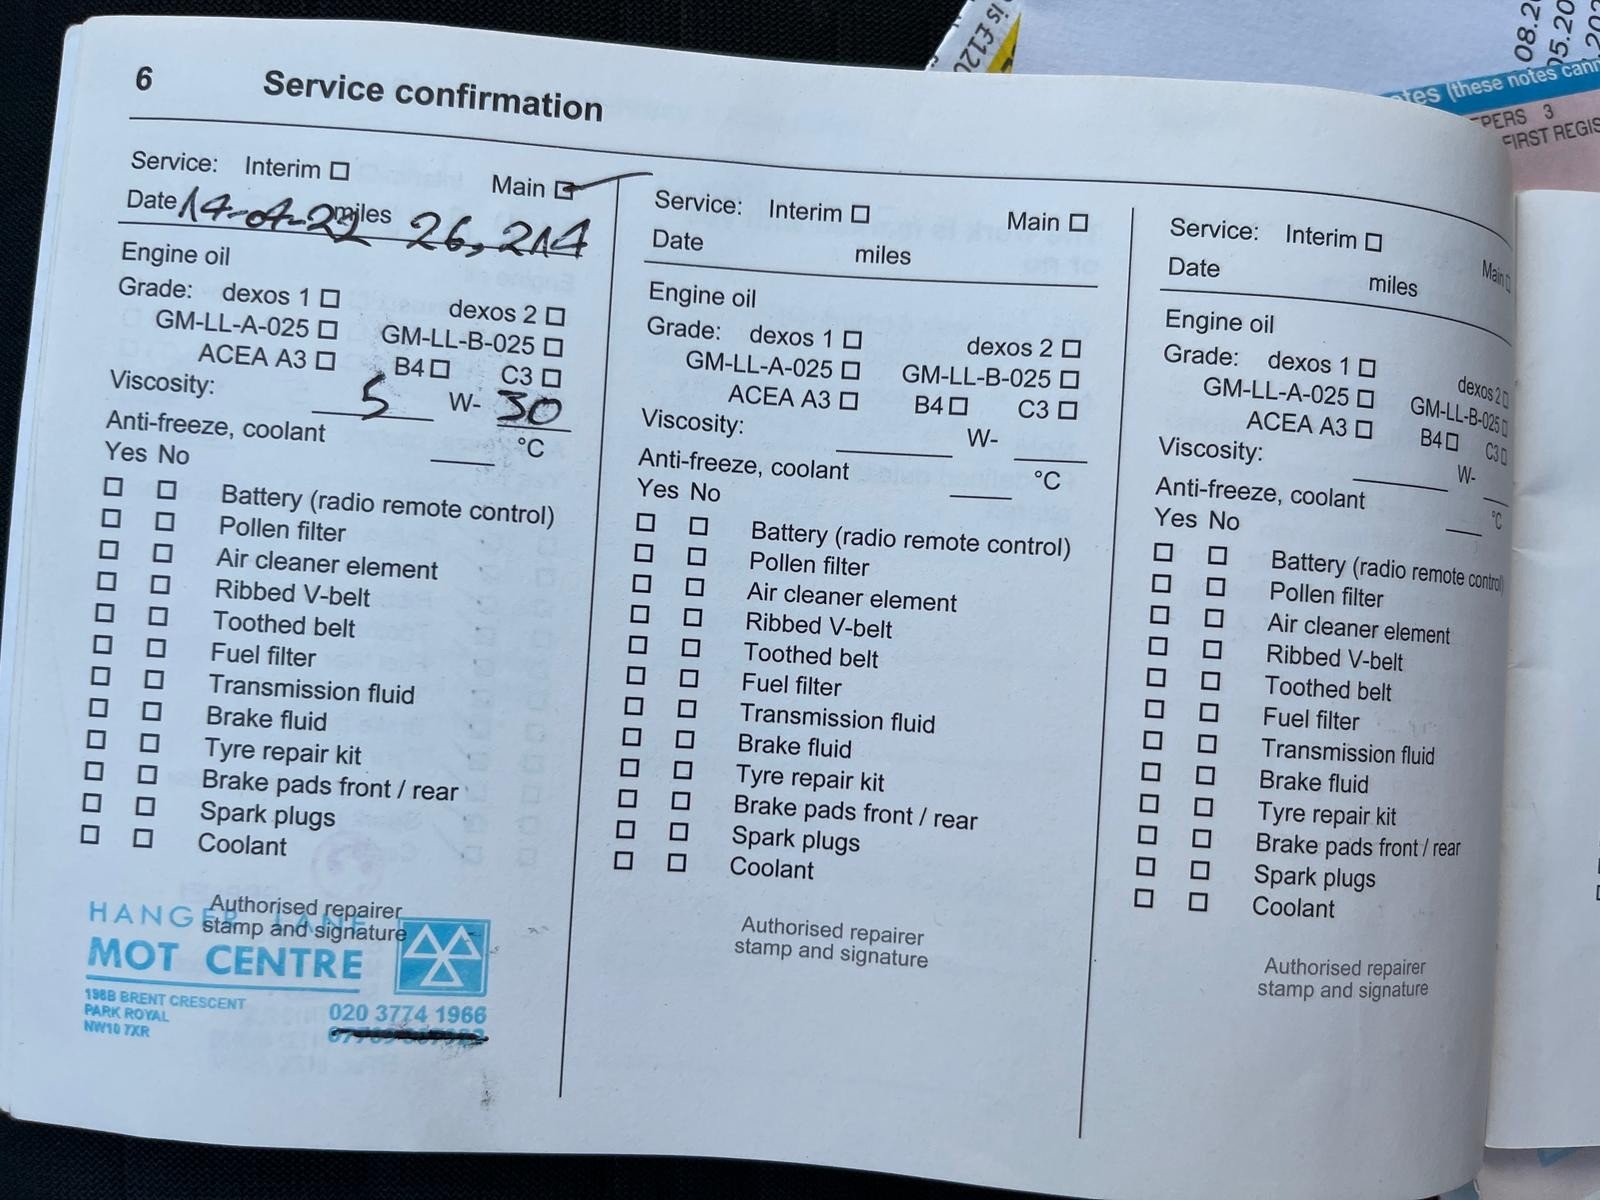 6 Service confirmation
Service: Interim ☐ Main ☑
Date 14-01-22 miles 26,214
Engine oil
Grade: dexos 1 ☐ dexos 2 ☐
GM-LL-A-025 ☐ GM-LL-B-025 ☐
ACEA A3 ☐ B4 ☐ C3 ☐
Viscosity: 5 W- 30
Anti-freeze, coolant °C
Yes No
☐ ☐ Battery (radio remote control)
☐ ☐ Pollen filter
☐ ☐ Air cleaner element
☐ ☐ Ribbed V-belt
☐ ☐ Toothed belt
☐ ☐ Fuel filter
☐ ☐ Transmission fluid
☐ ☐ Brake fluid
☐ ☐ Tyre repair kit
☐ ☐ Brake pads front / rear
☐ ☐ Spark plugs
☐ ☐ Coolant
Authorised repairer
stamp and signature
HANGER LANE
MOT CENTRE
198B BRENT CRESCENT
PARK ROYAL
NW10 7XR
020 3774 1966
Service: Interim ☐ Main ☐
Date miles
Engine oil
Grade: dexos 1 ☐ dexos 2 ☐
GM-LL-A-025 ☐ GM-LL-B-025 ☐
ACEA A3 ☐ B4 ☐ C3 ☐
Viscosity: W-
Anti-freeze, coolant °C
Yes No
☐ ☐ Battery (radio remote control)
☐ ☐ Pollen filter
☐ ☐ Air cleaner element
☐ ☐ Ribbed V-belt
☐ ☐ Toothed belt
☐ ☐ Fuel filter
☐ ☐ Transmission fluid
☐ ☐ Brake fluid
☐ ☐ Tyre repair kit
☐ ☐ Brake pads front / rear
☐ ☐ Spark plugs
☐ ☐ Coolant
Authorised repairer
stamp and signature
Service: Interim ☐ Main ☐
Date miles
Engine oil
Grade: dexos 1 ☐ dexos 2 ☐
GM-LL-A-025 ☐ GM-LL-B-025 ☐
ACEA A3 ☐ B4 ☐ C3 ☐
Viscosity: W-
Anti-freeze, coolant °C
Yes No
☐ ☐ Battery (radio remote control)
☐ ☐ Pollen filter
☐ ☐ Air cleaner element
☐ ☐ Ribbed V-belt
☐ ☐ Toothed belt
☐ ☐ Fuel filter
☐ ☐ Transmission fluid
☐ ☐ Brake fluid
☐ ☐ Tyre repair kit
☐ ☐ Brake pads front / rear
☐ ☐ Spark plugs
☐ ☐ Coolant
Authorised repairer
stamp and signature
is £120
08.2
05.20
(these notes
3
FIRST